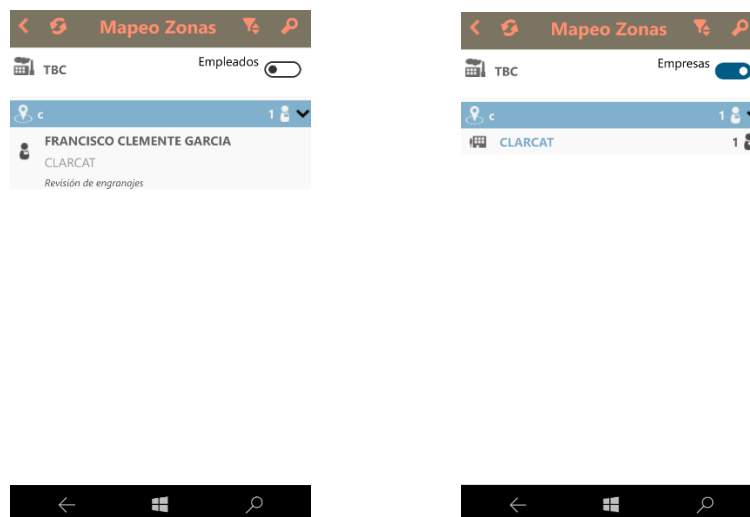 Mapeo Zonas
TBC
Empleados
c
1
FRANCISCO CLEMENTE GARCIA
CLARCAT
Revisión de engranajes
Mapeo Zonas
TBC
Empresas
c
1
CLARCAT
1